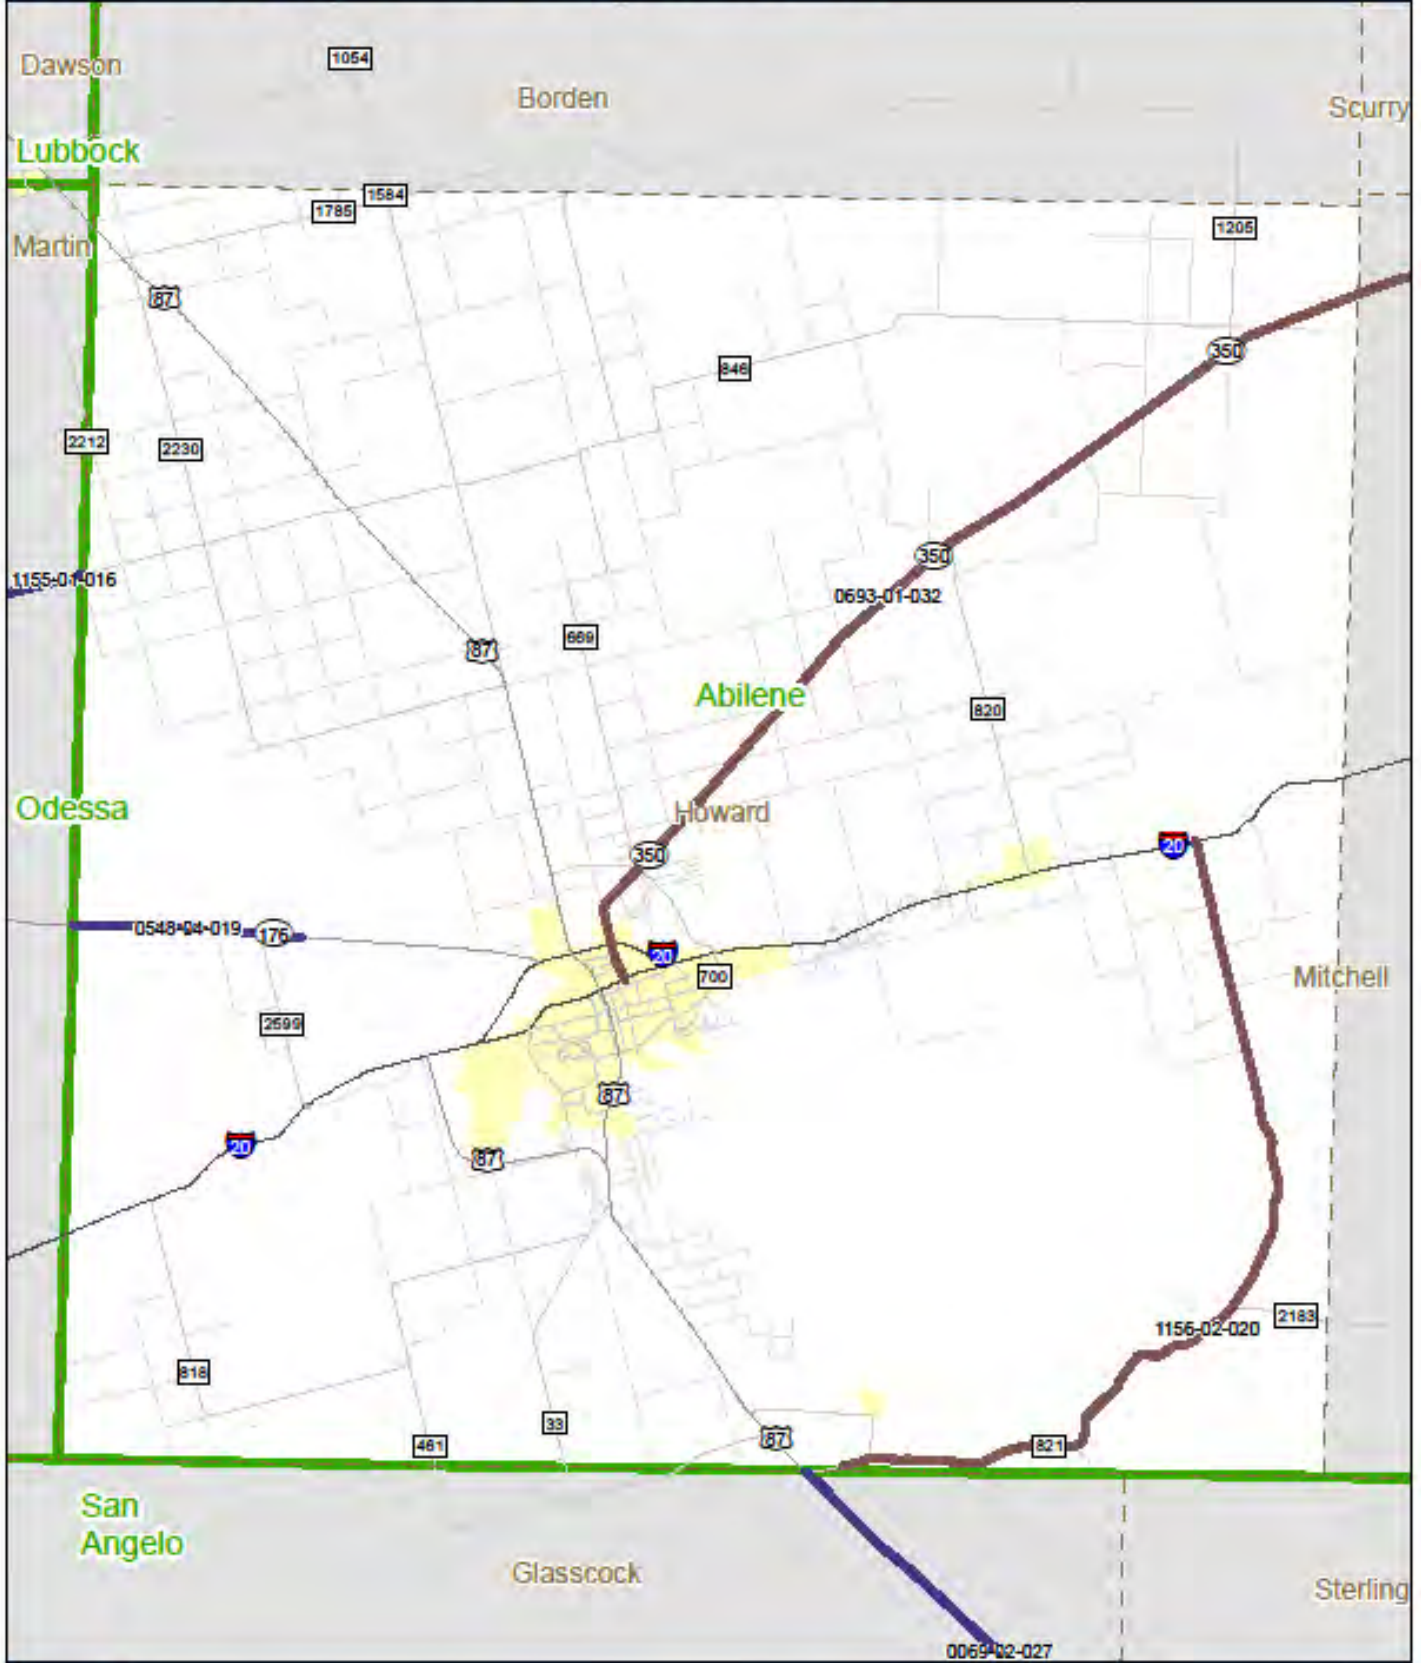 Dawson
1054
Borden
Scurry
Lubbock
1584
1785
1205
Martin
87
350
846
2212
2230
350
1155-01-016
0693-01-032
669
87
Abilene
820
Odessa
Howard
350
20
0548-04-019
176
20
700
Mitchell
2599
87
20
87
2183
1156-02-020
818
33
461
87
821
San
Angelo
Glasscock
Sterling
0069-02-027